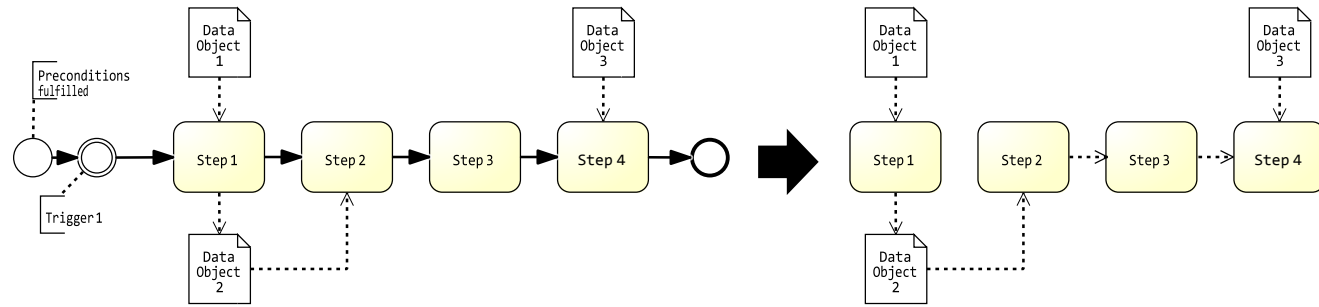 Data
Object
1
Data
Object
3
Preconditions
fulfilled
Step 1
Step 2
Step 3
Step 4
Trigger 1
Data
Object
2
Data
Object
1
Data
Object
3
Step 1
Step 2
Step 3
Step 4
Data
Object
2